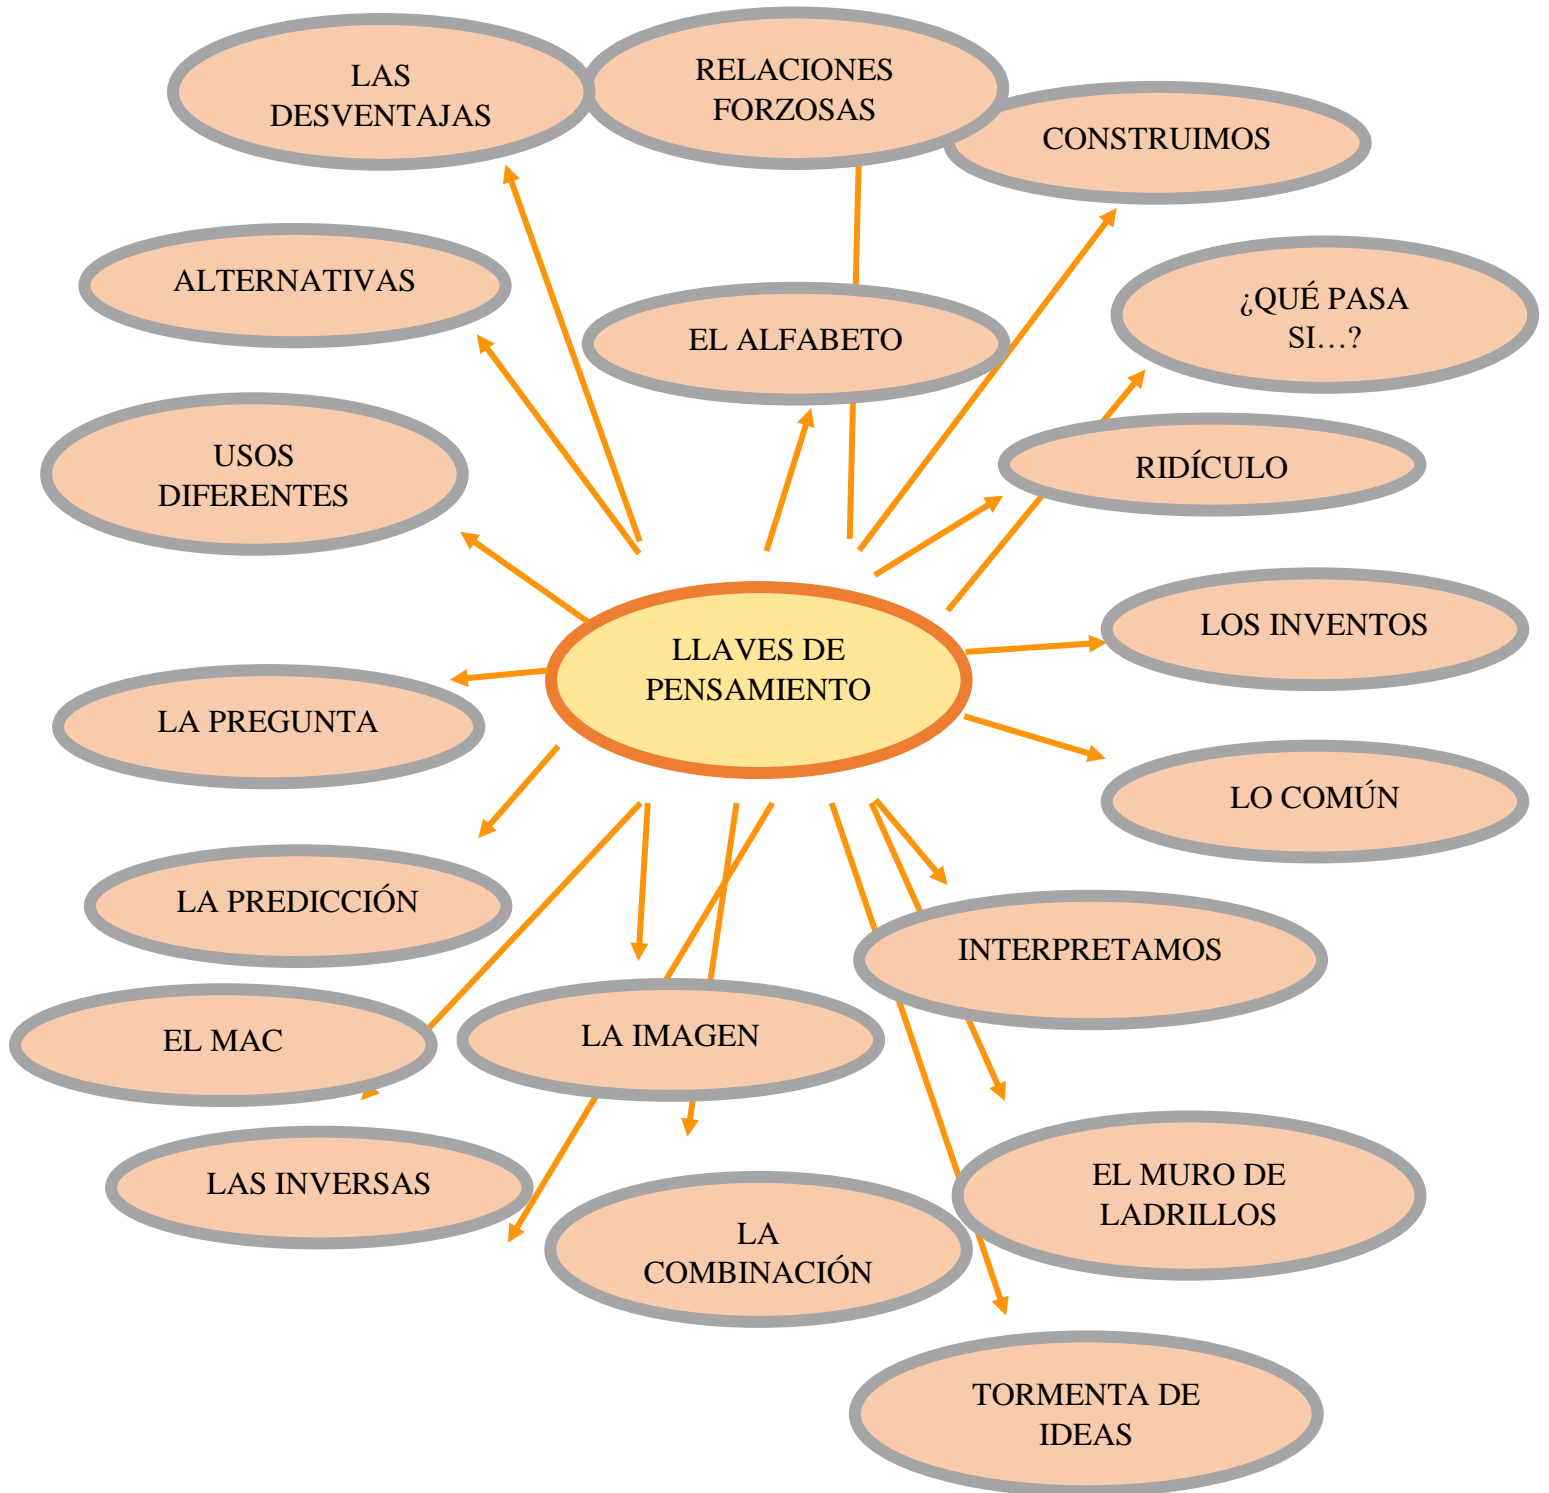 LAS
DESVENTAJAS
RELACIONES
FORZOSAS
CONSTRUIMOS
ALTERNATIVAS
EL ALFABETO
¿QUÉ PASA
SI…?
USOS
DIFERENTES
RIDÍCULO
LLAVES DE
PENSAMIENTO
LOS INVENTOS
LA PREGUNTA
LO COMÚN
LA PREDICCIÓN
INTERPRETAMOS
EL MAC
LA IMAGEN
LAS INVERSAS
LA
COMBINACIÓN
EL MURO DE
LADRILLOS
TORMENTA DE
IDEAS